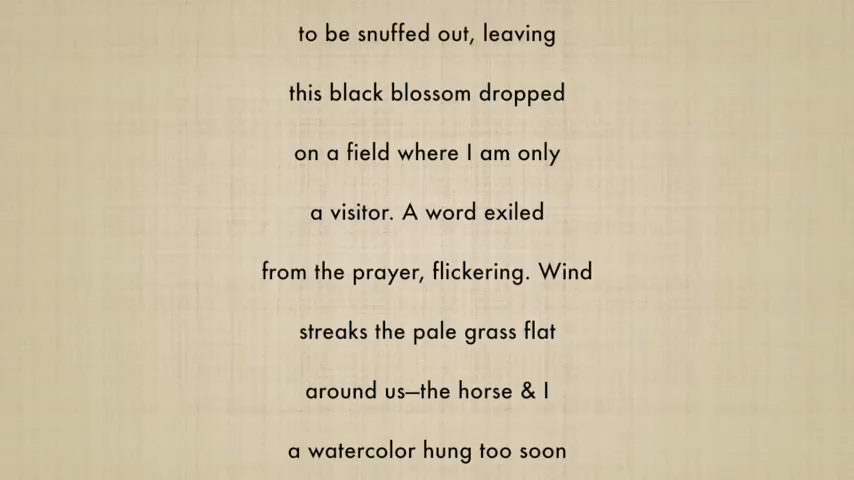 to be snuffed out, leaving
this black blossom dropped
on a field where I am only
a visitor. A word exiled
from the prayer, flickering. Wind
streaks the pale grass flat
around us—the horse & I
a watercolor hung too soon